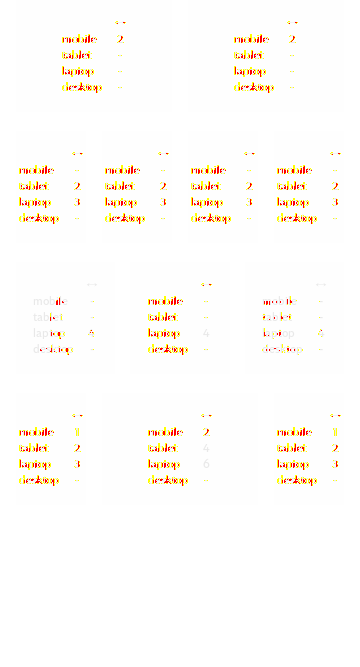 -- --
mobile 2 mobile 2
tablet - tablet -
laptop - laptop -
desktop - desktop -
-- -- -- --
mobile - mobile - mobile - mobile -
tablet 2 tablet 2 tablet 2 tablet 2
laptop 3 laptop 3 laptop 3 laptop 3
desktop - desktop - desktop - desktop -
-- -- --
mobile - mobile - mobile -
tablet - tablet - tablet -
laptop 4 laptop 4 laptop 4
desktop - desktop - desktop -
-- -- --
mobile 1 mobile 2 mobile 1
tablet 2 tablet 4 tablet 2
laptop 3 laptop 6 laptop 3
desktop - desktop - desktop -